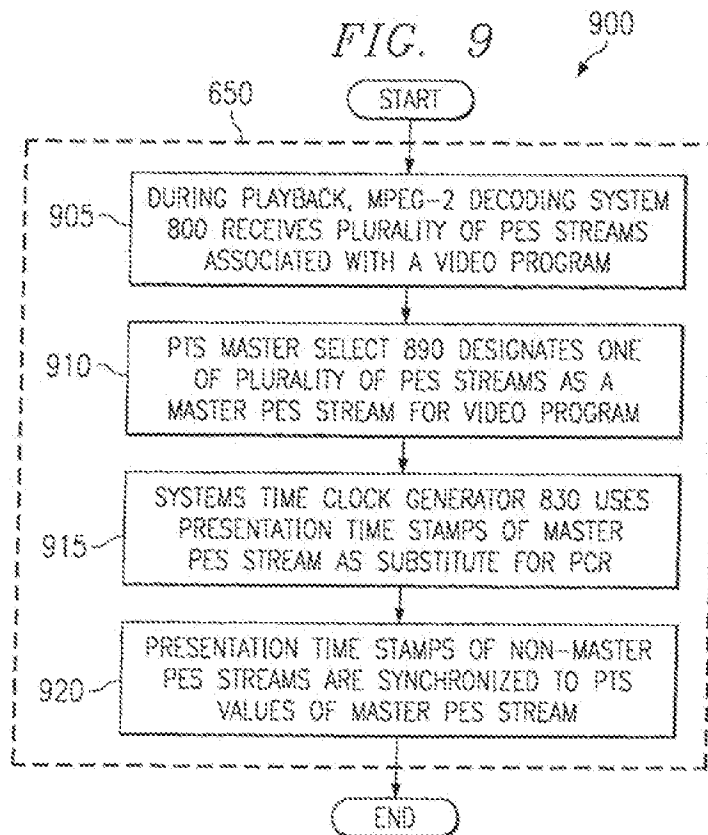 FIG. 9
900
START
650
905
DURING PLAYBACK, MPEG-2 DECODING SYSTEM
800 RECEIVES PLURALITY OF PES STREAMS
ASSOCIATED WITH A VIDEO PROGRAM
910
PTS MASTER SELECT 890 DESIGNATES ONE
OF PLURALITY OF PES STREAMS AS A
MASTER PES STREAM FOR VIDEO PROGRAM
915
SYSTEMS TIME CLOCK GENERATOR 830 USES
PRESENTATION TIME STAMPS OF MASTER
PES STREAM AS SUBSTITUTE FOR PCR
920
PRESENTATION TIME STAMPS OF NON-MASTER
PES STREAMS ARE SYNCHRONIZED TO PTS
VALUES OF MASTER PES STREAM
END